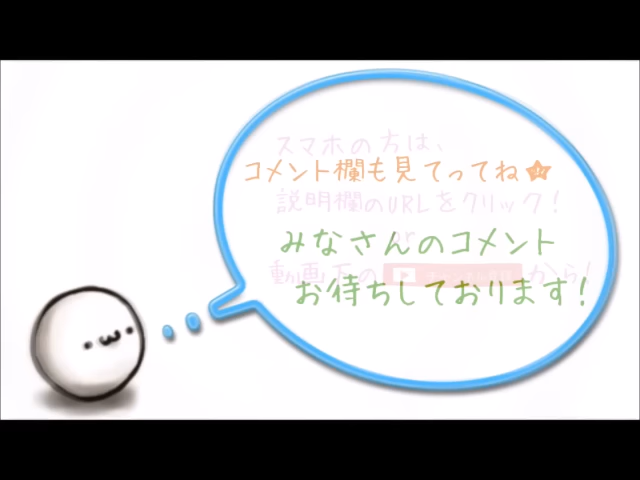 スマホの方は、
コメント欄も見てってね
説明欄のURLをクリック!
or
みなさんのコメント
動画下の から!
お待ちしております!